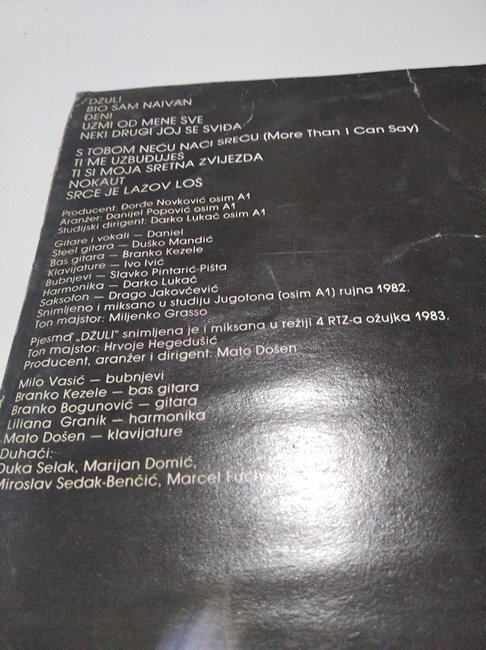 DŽULI
BIO SAM NAIVAN
ĐENI
UZMI OD MENE SVE
NEKI DRUGI JOJ SE SVIĐA
S TOBOM NEĆU NAĆI SREĆU (More Than I Can Say)
TI ME UZBUĐUJEŠ
TI SI MOJA SRETNA ZVIJEZDA
NOKAUT
SRCE JE LAŽOV LOŠ
Producent: Đorđe Novković osim A1
Aranžer: Danijel Popović osim A1
Studijski dirigent: Darko Lukač osim A1
Gitare i vokali — Daniel
Steel gitara — Duško Mandić
Bas gitara — Branko Kezele
Klavijature — Ivo Ivić
Bubnjevi — Slavko Pintarić-Pišta
Harmonika — Darko Lukač
Saksofon — Drago Jakovčević
Snimljeno i miksano u studiju Jugotona (osim A1) rujna 1982.
Ton majstor: Miljenko Grasso
Pjesma „DŽULI" snimljena je i miksana u režiji 4 RTZ-a ožujka 1983.
Ton majstor: Hrvoje Hegedušić
Producent, aranžer i dirigent: Mato Došen
Milo Vasić — bubnjevi
Branko Kezele — bas gitara
Branko Bogunović — gitara
Liliana Granik — harmonika
Mato Došen — klavijature
Duhači:
Duka Selak, Marijan Domić,
Miroslav Sedak-Benčić, Marcel